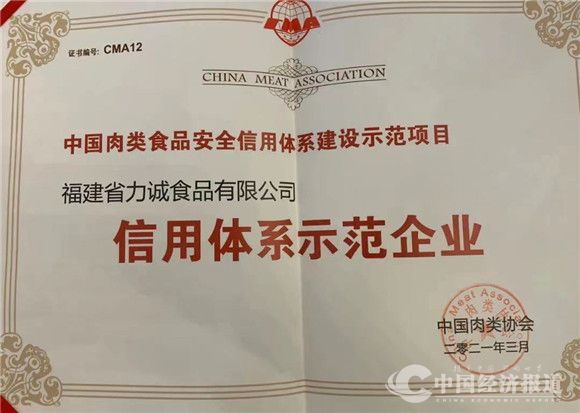 CMA
证书编号: CMA12
CHINA MEAT ASSOCIATION
中国肉类食品安全信用体系建设示范项目
福建省力诚食品有限公司
信用体系示范企业
中国肉类协会
二零二一年三月
中国经济报道
CHINA ECONOMIC REPORT